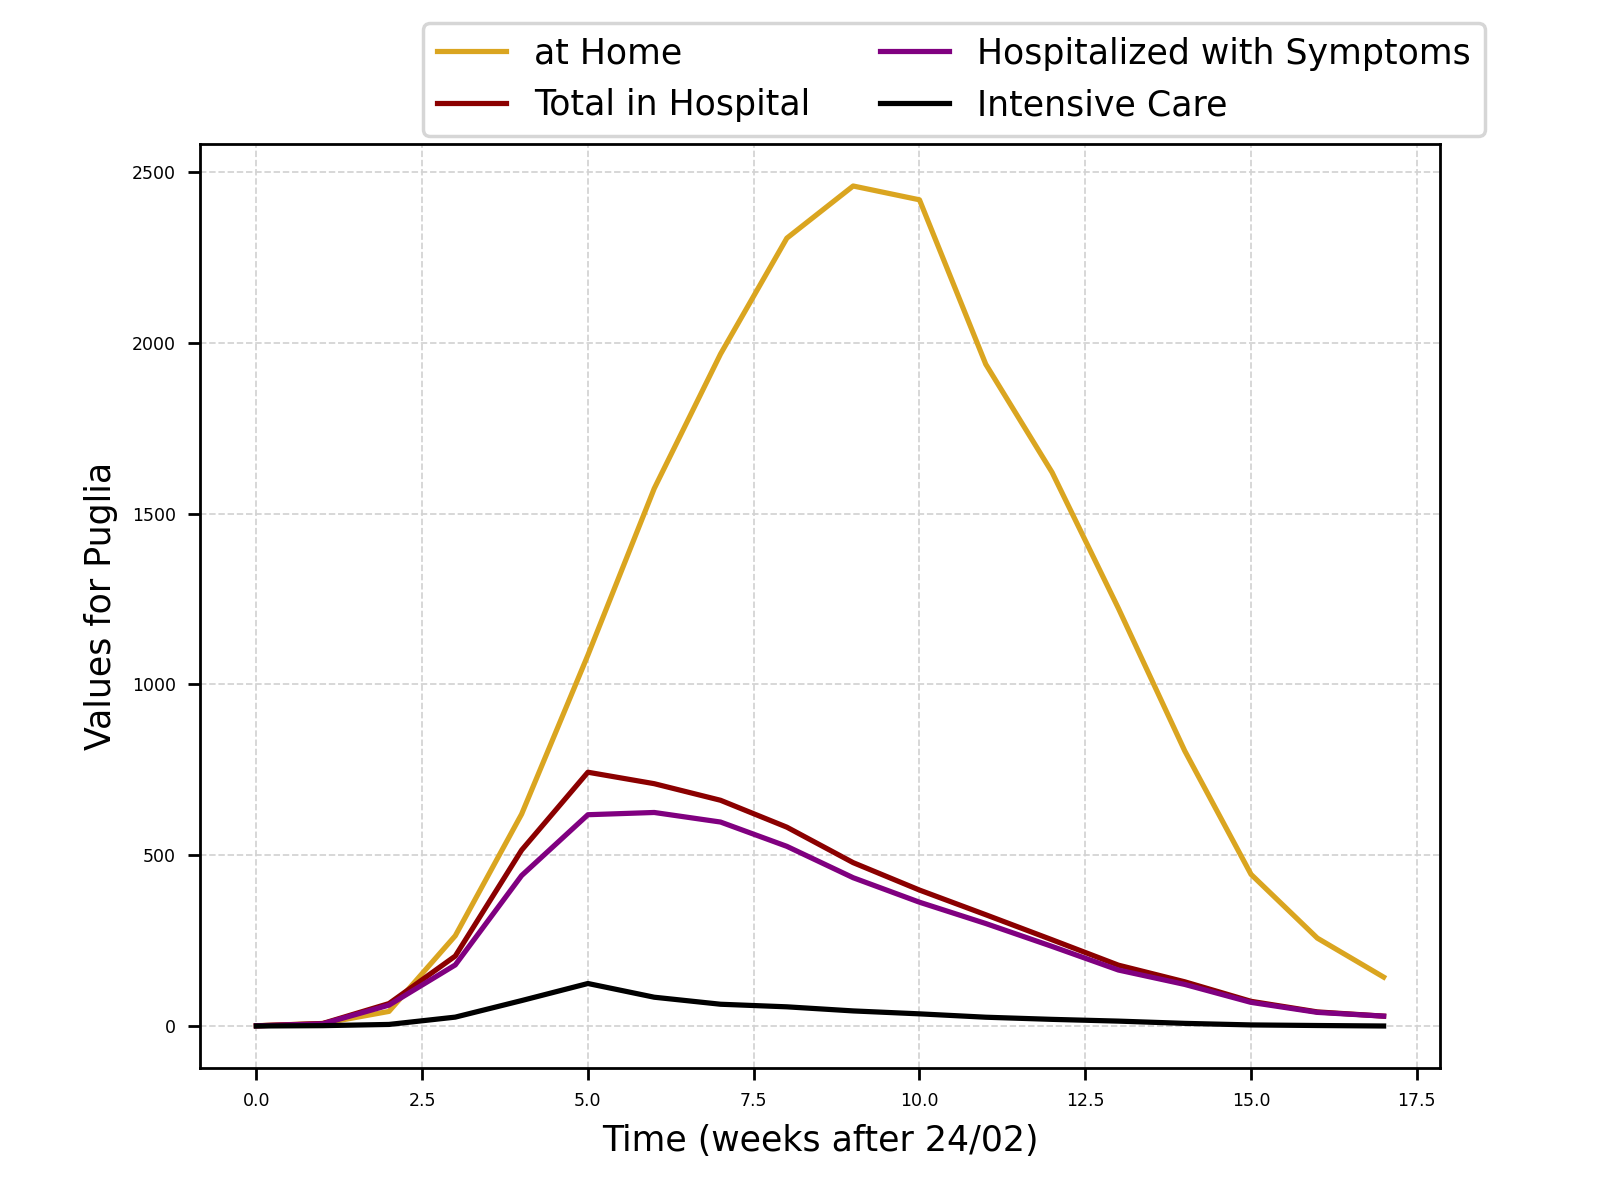 at Home
Total in Hospital
Hospitalized with Symptoms
Intensive Care
Values for Puglia
2500
2000
1500
1000
500
0
0.0 2.5 5.0 7.5 10.0 12.5 15.0 17.5
Time (weeks after 24/02)